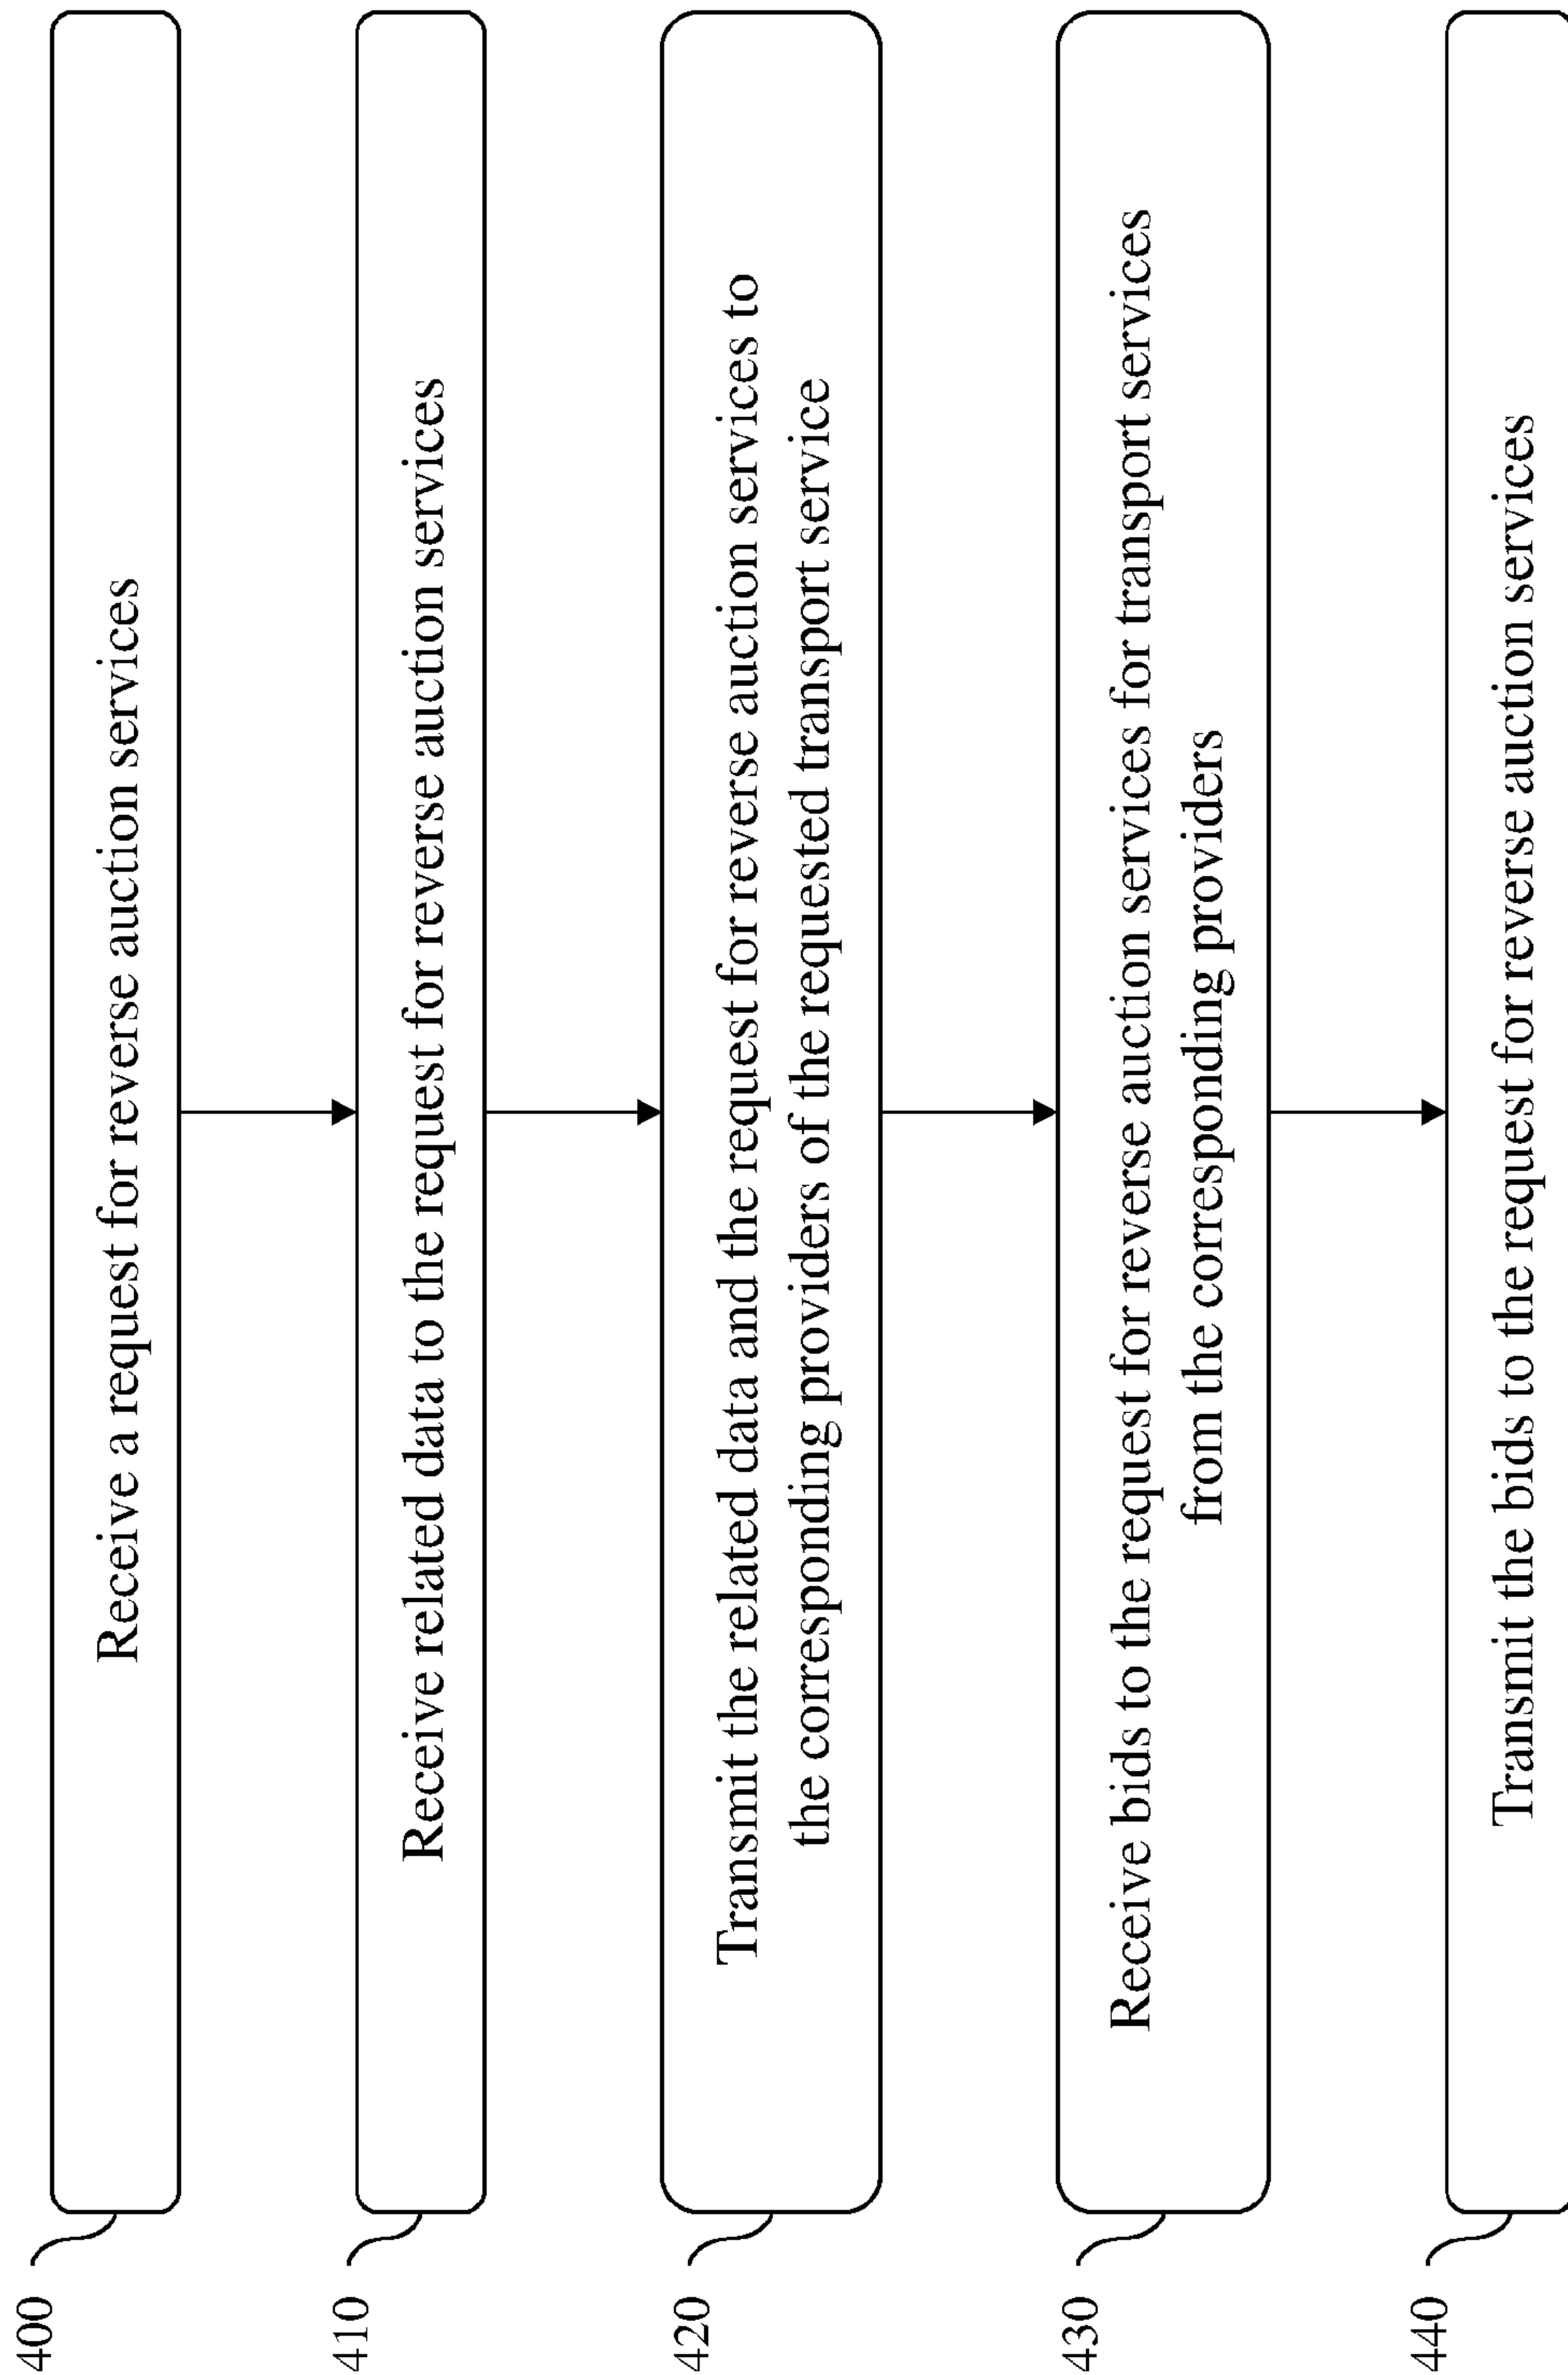 400
Receive a request for reverse auction services
410
Receive related data to the request for reverse auction services
420
Transmit the related data and the request for reverse auction services to
the corresponding providers of the requested transport service
430
Receive bids to the request for reverse auction services for transport services
from the corresponding providers
440
Transmit the bids to the request for reverse auction services